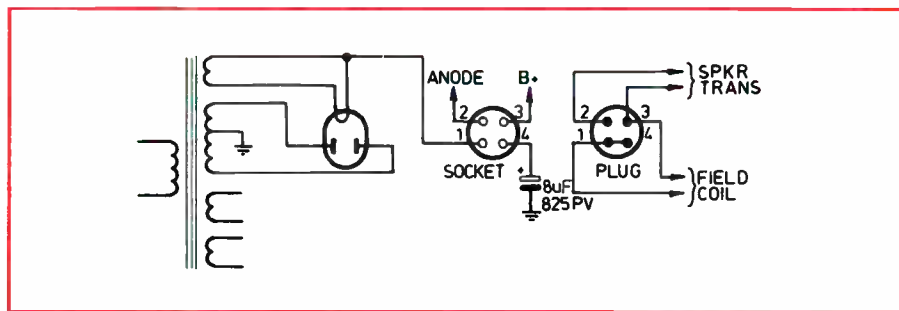 ANODE B+
2 3
1 4
SOCKET
+
8uF
825PV
2 3
1 4
PLUG
SPKR
TRANS
FIELD
COIL